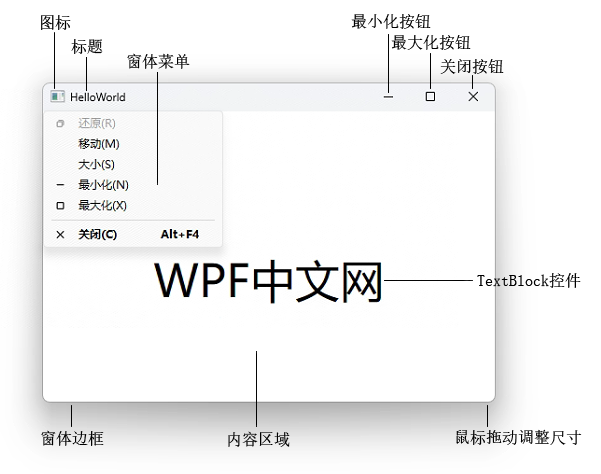 图标
标题
窗体菜单
最小化按钮
最大化按钮
关闭按钮
HelloWorld
还原(R)
移动(M)
大小(S)
最小化(N)
最大化(X)
关闭(C) Alt+F4
WPF中文网
TextBlock控件
窗体边框
内容区域
鼠标拖动调整尺寸